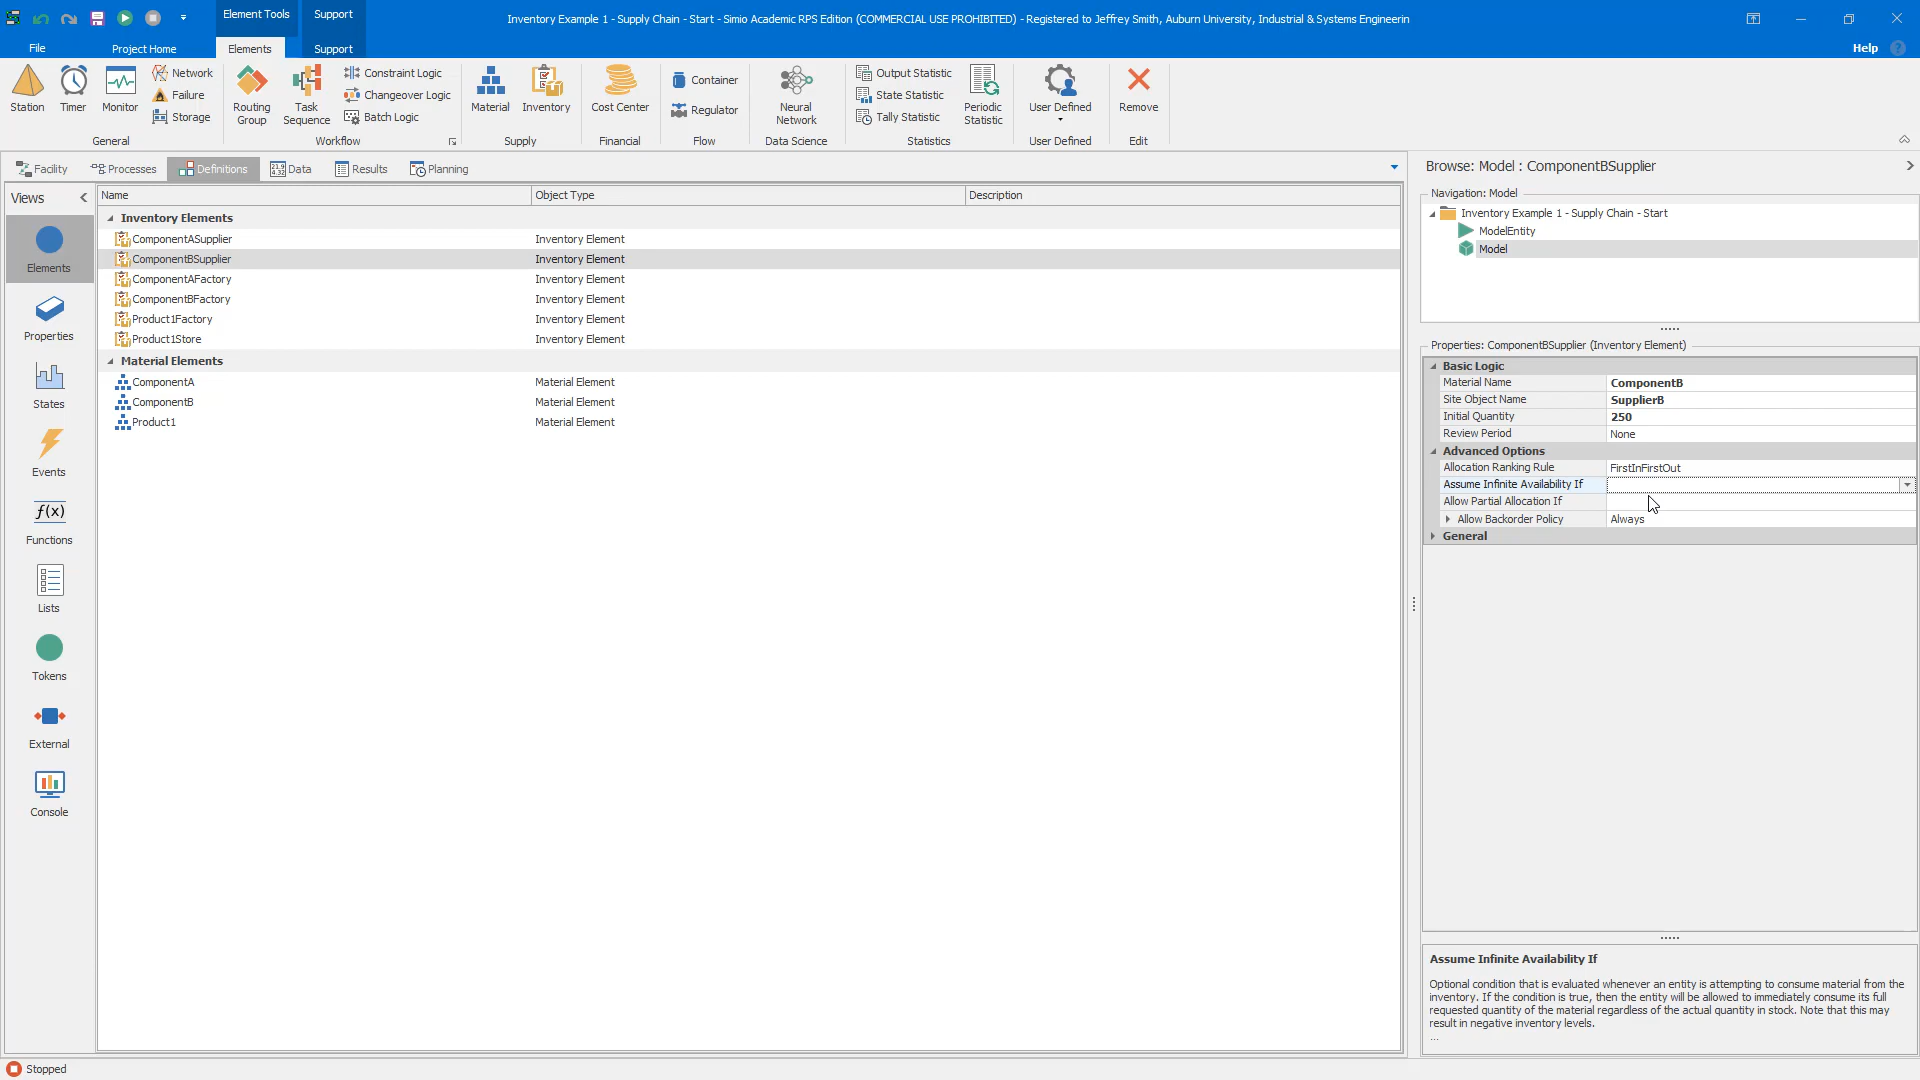 Element Tools
Support
Inventory Example 1 - Supply Chain - Start - Simio Academic RPS Edition (COMMERCIAL USE PROHIBITED) - Registered to Jeffrey Smith, Auburn University, Industrial & Systems Engineerin
File
Project Home
Elements
Support
Help
Station
Timer
Monitor
Network
Failure
Storage
General
Routing Group
Task Sequence
Constraint Logic
Changeover Logic
Batch Logic
Workflow
Material
Inventory
Supply
Cost Center
Financial
Container
Regulator
Flow
Neural Network
Data Science
Output Statistic
State Statistic
Tally Statistic
Periodic Statistic
Statistics
User Defined
User Defined
Remove
Edit
Facility
Processes
Definitions
Data
Results
Planning
Views
Elements
Properties
States
Events
f(x)
Functions
Lists
Tokens
External
Console
Name Object Type Description
Inventory Elements
ComponentASupplier Inventory Element
ComponentBSupplier Inventory Element
ComponentAFactory Inventory Element
ComponentBFactory Inventory Element
Product1Factory Inventory Element
Product1Store Inventory Element
Material Elements
ComponentA Material Element
ComponentB Material Element
Product1 Material Element
Browse: Model : ComponentBSupplier
Navigation: Model
Inventory Example 1 - Supply Chain - Start
ModelEntity
Model
Properties: ComponentBSupplier (Inventory Element)
Basic Logic
Material Name ComponentB
Site Object Name SupplierB
Initial Quantity 250
Review Period None
Advanced Options
Allocation Ranking Rule FirstInFirstOut
Assume Infinite Availability If
Allow Partial Allocation If
Allow Backorder Policy Always
General
Assume Infinite Availability If
Optional condition that is evaluated whenever an entity is attempting to consume material from the
inventory. If the condition is true, then the entity will be allowed to immediately consume its full
requested quantity of the material regardless of the actual quantity in stock. Note that this may
result in negative inventory levels.
...
Stopped